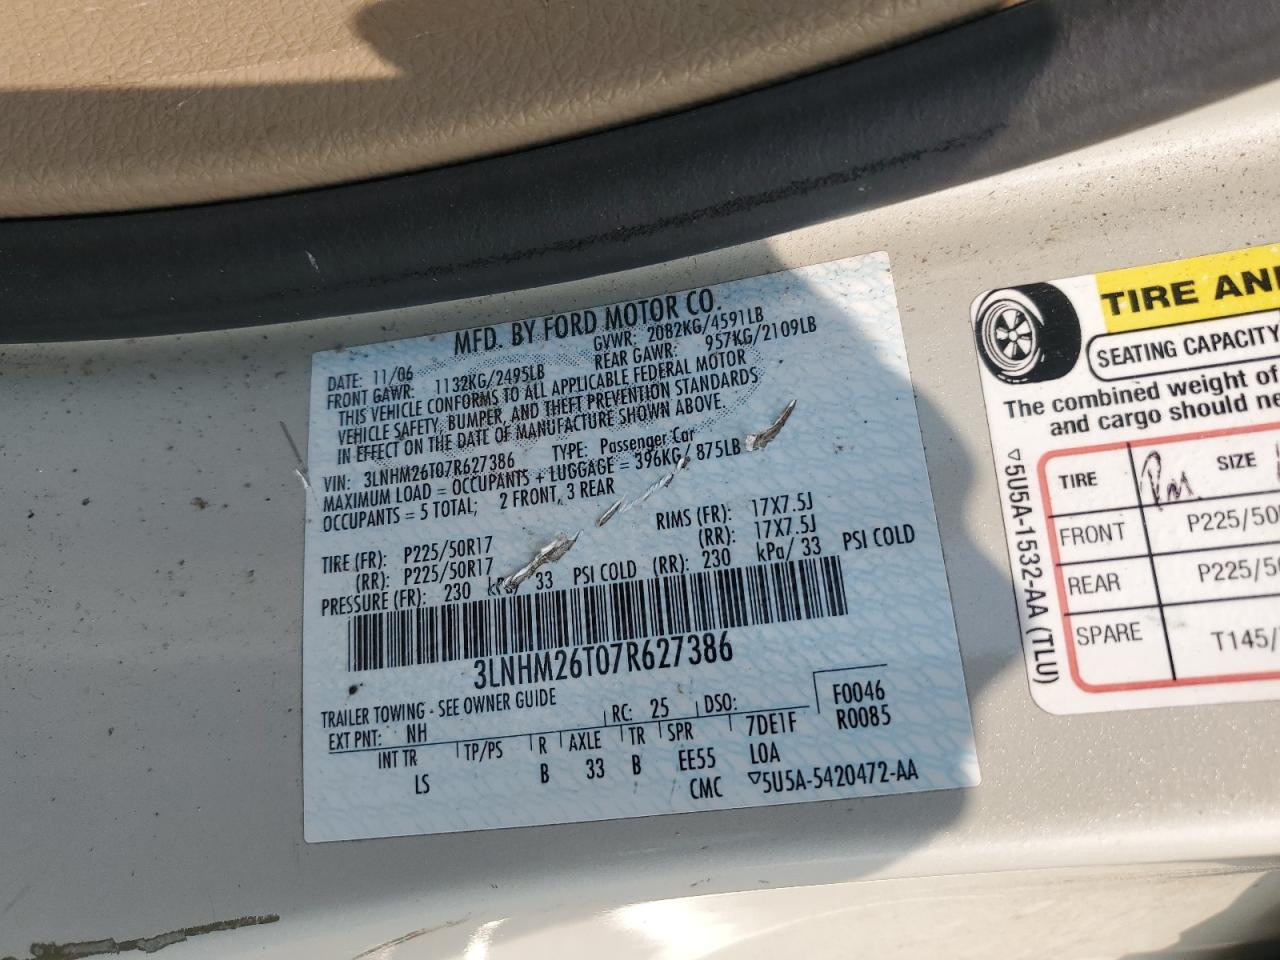 MFD. BY FORD MOTOR CO.
DATE: 11/06 GVWR: 2082KG/4591LB
FRONT GAWR: 1132KG/2495LB REAR GAWR: 957KG/2109LB
THIS VEHICLE CONFORMS TO ALL APPLICABLE FEDERAL MOTOR
VEHICLE SAFETY, BUMPER, AND THEFT PREVENTION STANDARDS
IN EFFECT ON THE DATE OF MANUFACTURE SHOWN ABOVE.
VIN: 3LNHM26T07R627386 TYPE: Passenger Car
MAXIMUM LOAD = OCCUPANTS + LUGGAGE = 396KG/ 875LB
OCCUPANTS = 5 TOTAL; 2 FRONT, 3 REAR
TIRE (FR): P225/50R17 RIMS (FR): 17X7.5J
(RR): P225/50R17 (RR): 17X7.5J
PRESSURE (FR): 230 33 PSI COLD (RR): 230 kPa/ 33 PSI COLD
3LNHM26T07R627386
TRAILER TOWING - SEE OWNER GUIDE
EXT PNT: NH RC: 25 DSO: F0046
INT TR TP/PS R AXLE TR SPR 7DE1F R0085
LS B 33 B EE55 LOA
CMC ▽5U5A-5420472-AA
TIRE AN
SEATING CAPACITY
The combined weight of
and cargo should
TIRE SIZE
FRONT P225/50
REAR P225/5
SPARE T145/
▽5U5A-1532-AA (TLU)